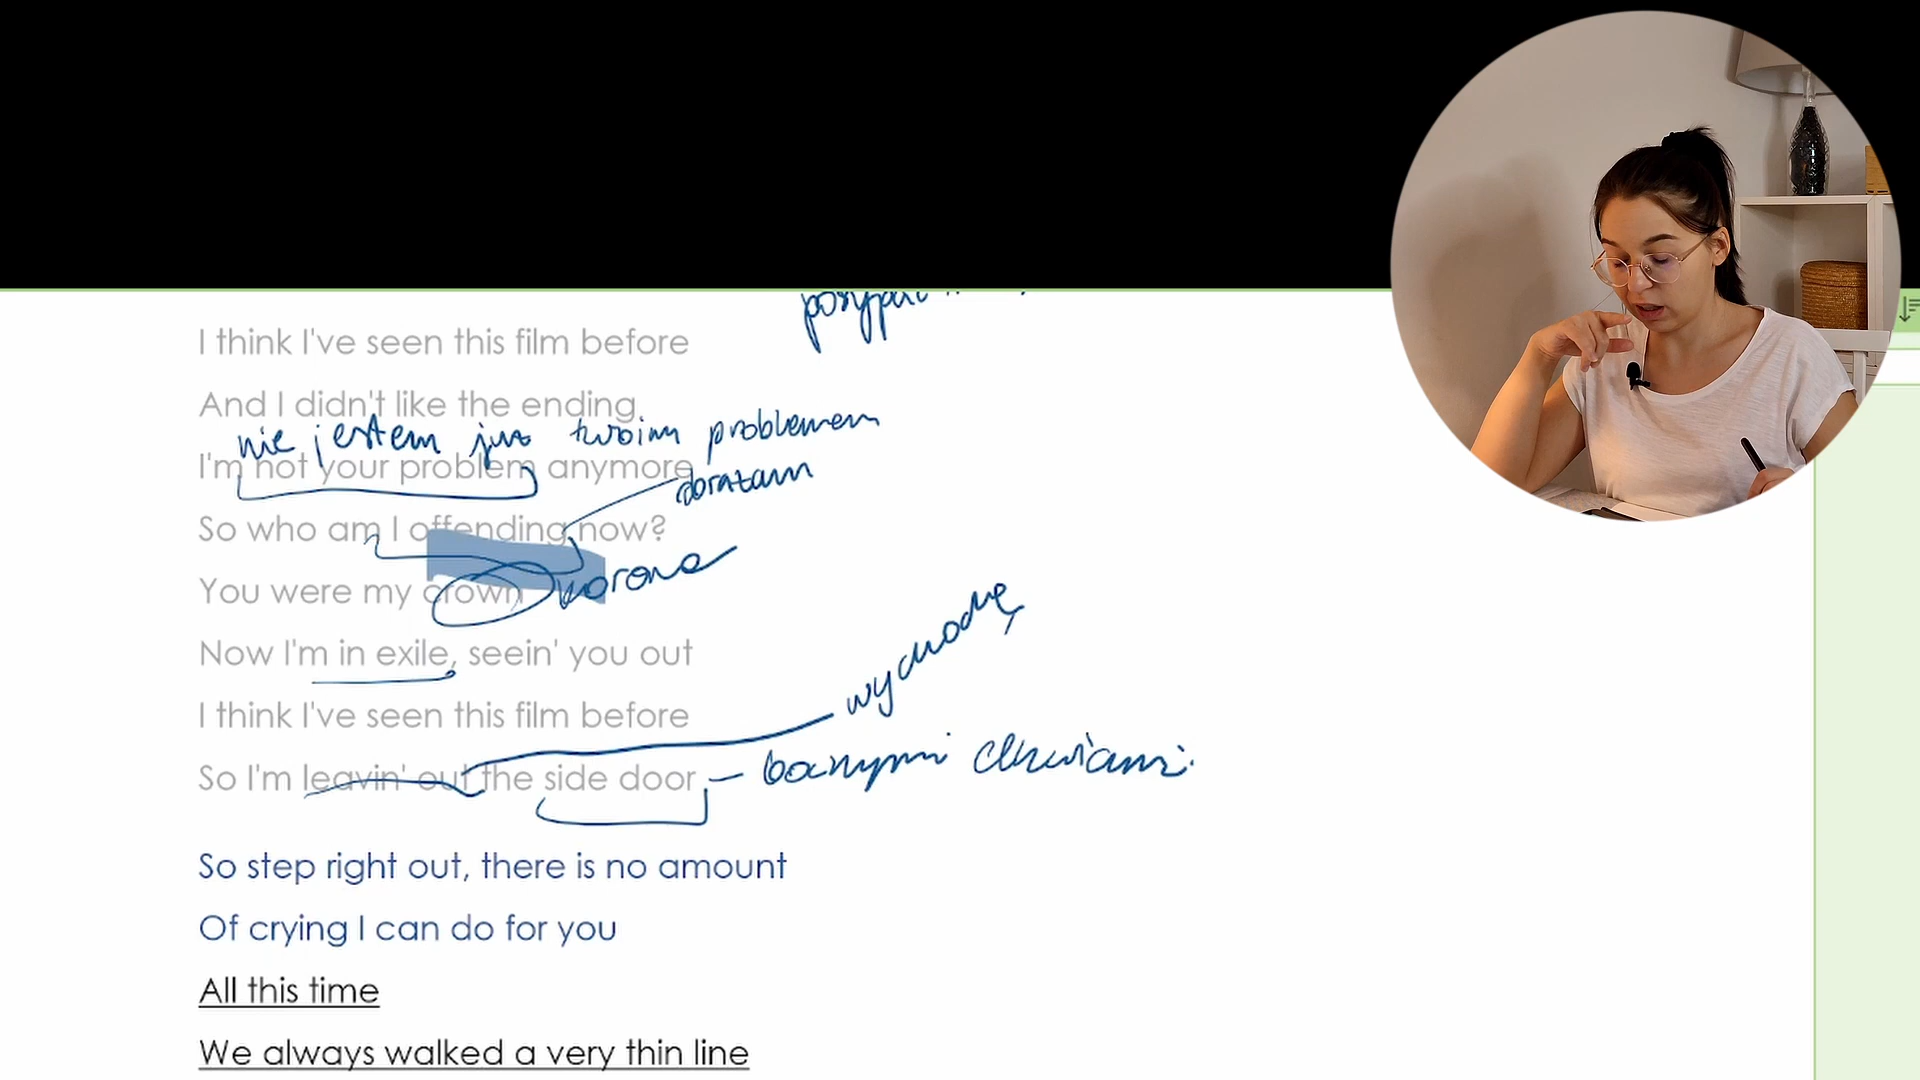 I think I've seen this film before
And I didn't like the ending
nie jestem już twoim problemem
I'm not your problem anymore
obrażam
So who am I offending now?
You were my crown korona
Now I'm in exile, seein' you out
wychodzę
I think I've seen this film before
So I'm leavin' out the side door – bocznymi drzwiami.
So step right out, there is no amount
Of crying I can do for you
All this time
We always walked a very thin line